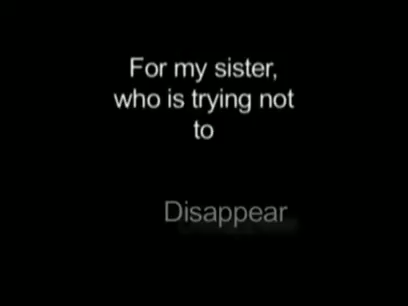 For my sister,
who is trying not
to
Disappear